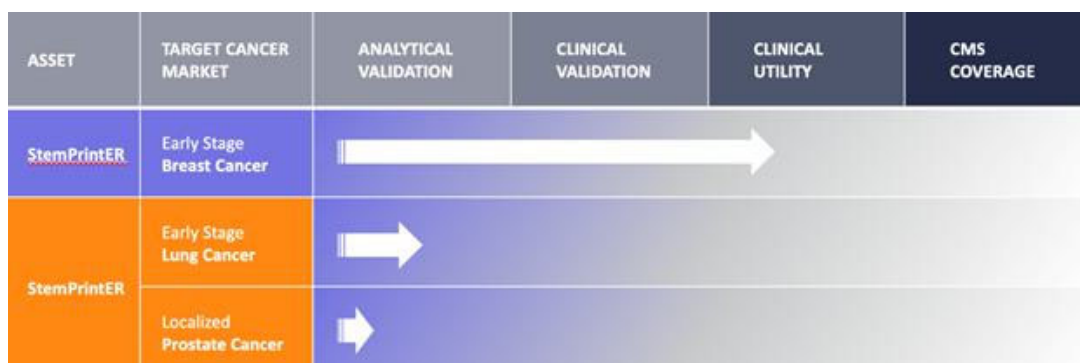 ASSET
TARGET CANCER
MARKET
ANALYTICAL
VALIDATION
CLINICAL
VALIDATION
CLINICAL
UTILITY
CMS
COVERAGE
StemPrintER
Early Stage
Breast Cancer
StemPrintER
Early Stage
Lung Cancer
Localized
Prostate Cancer